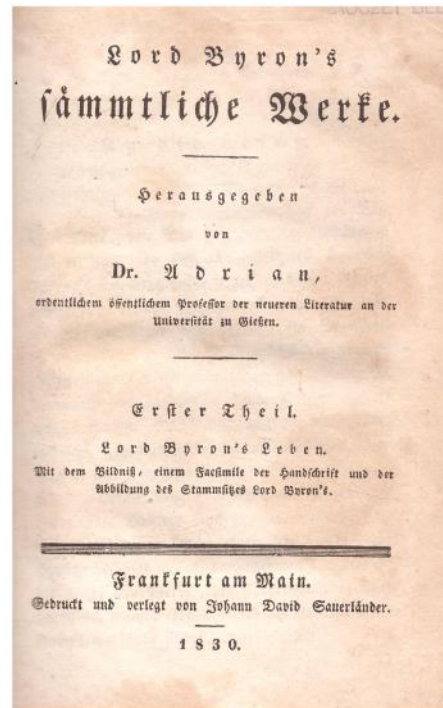 Lord Byron's
sämmtliche Werke.
Herausgegeben
von
Dr. Adrian,
ordentlichem öffentlichem Professor der neueren Literatur an der
Universität zu Gießen.
Erster Theil.
Lord Byron's Leben.
Mit dem Bildniß, einem Facsimile der Handschrift und der
Abbildung des Stammsitzes Lord Byron's.
Frankfurt am Main.
Gedruckt und verlegt von Johann David Sauerländer.
1830.